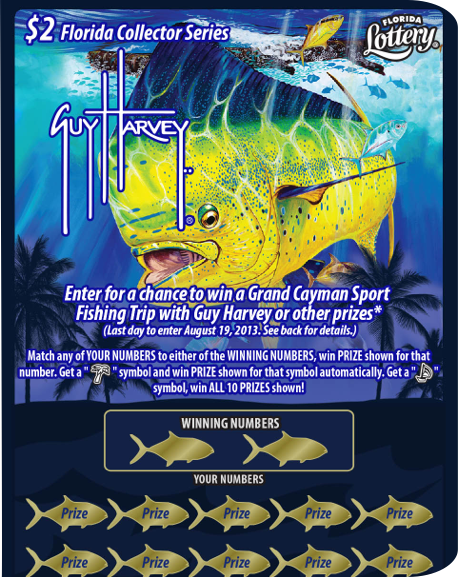 $2 Florida Collector Series
FLORIDA
Lottery®
GUY HARVEY ®
Enter for a chance to win a Grand Cayman Sport
Fishing Trip with Guy Harvey or other prizes*
(Last day to enter August 19, 2013. See back for details.)
Match any of YOUR NUMBERS to either of the WINNING NUMBERS, win PRIZE shown for that
number. Get a " " symbol and win PRIZE shown for that symbol automatically. Get a " "
symbol, win ALL 10 PRIZES shown!
WINNING NUMBERS
YOUR NUMBERS
Prize Prize Prize Prize Prize
Prize Prize Prize Prize Prize